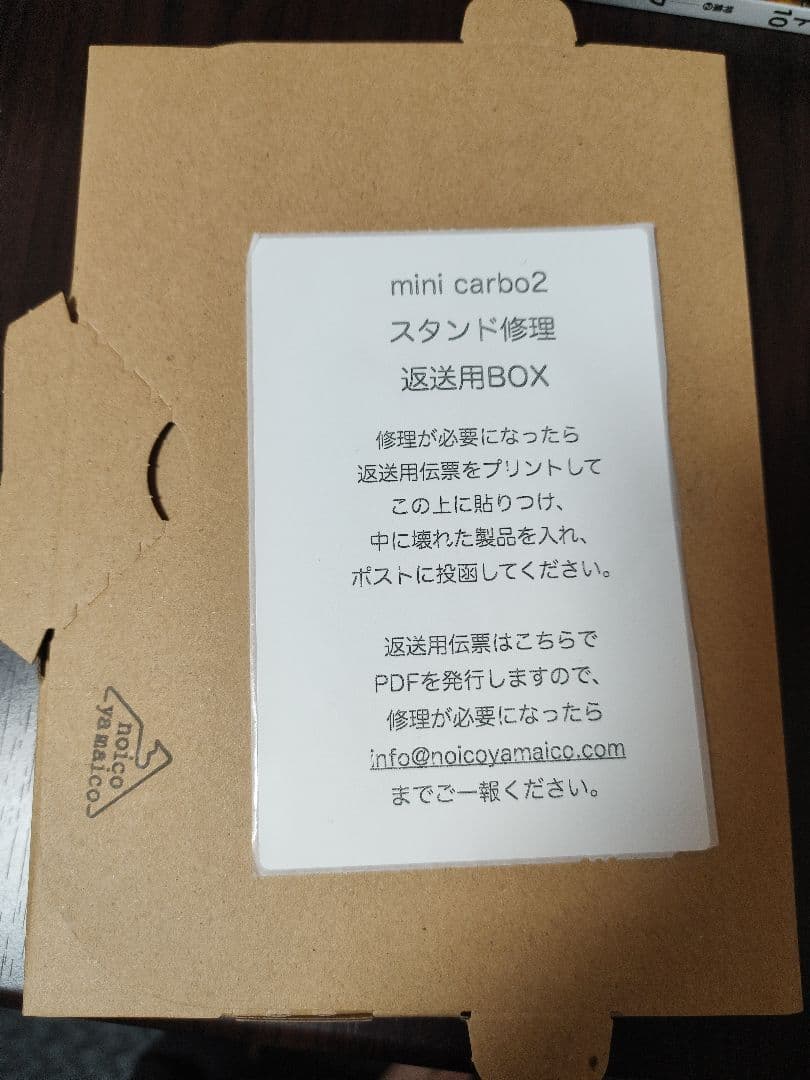 mini carbo2
スタンド修理
返送用BOX
修理が必要になったら
返送用伝票をプリントして
この上に貼りつけ、
中に壊れた製品を入れ、
ポストに投函してください。
返送用伝票はこちらで
PDFを発行しますので、
修理が必要になったら
info@noicoyamaico.com
までご一報ください。
noico
yamaico
10